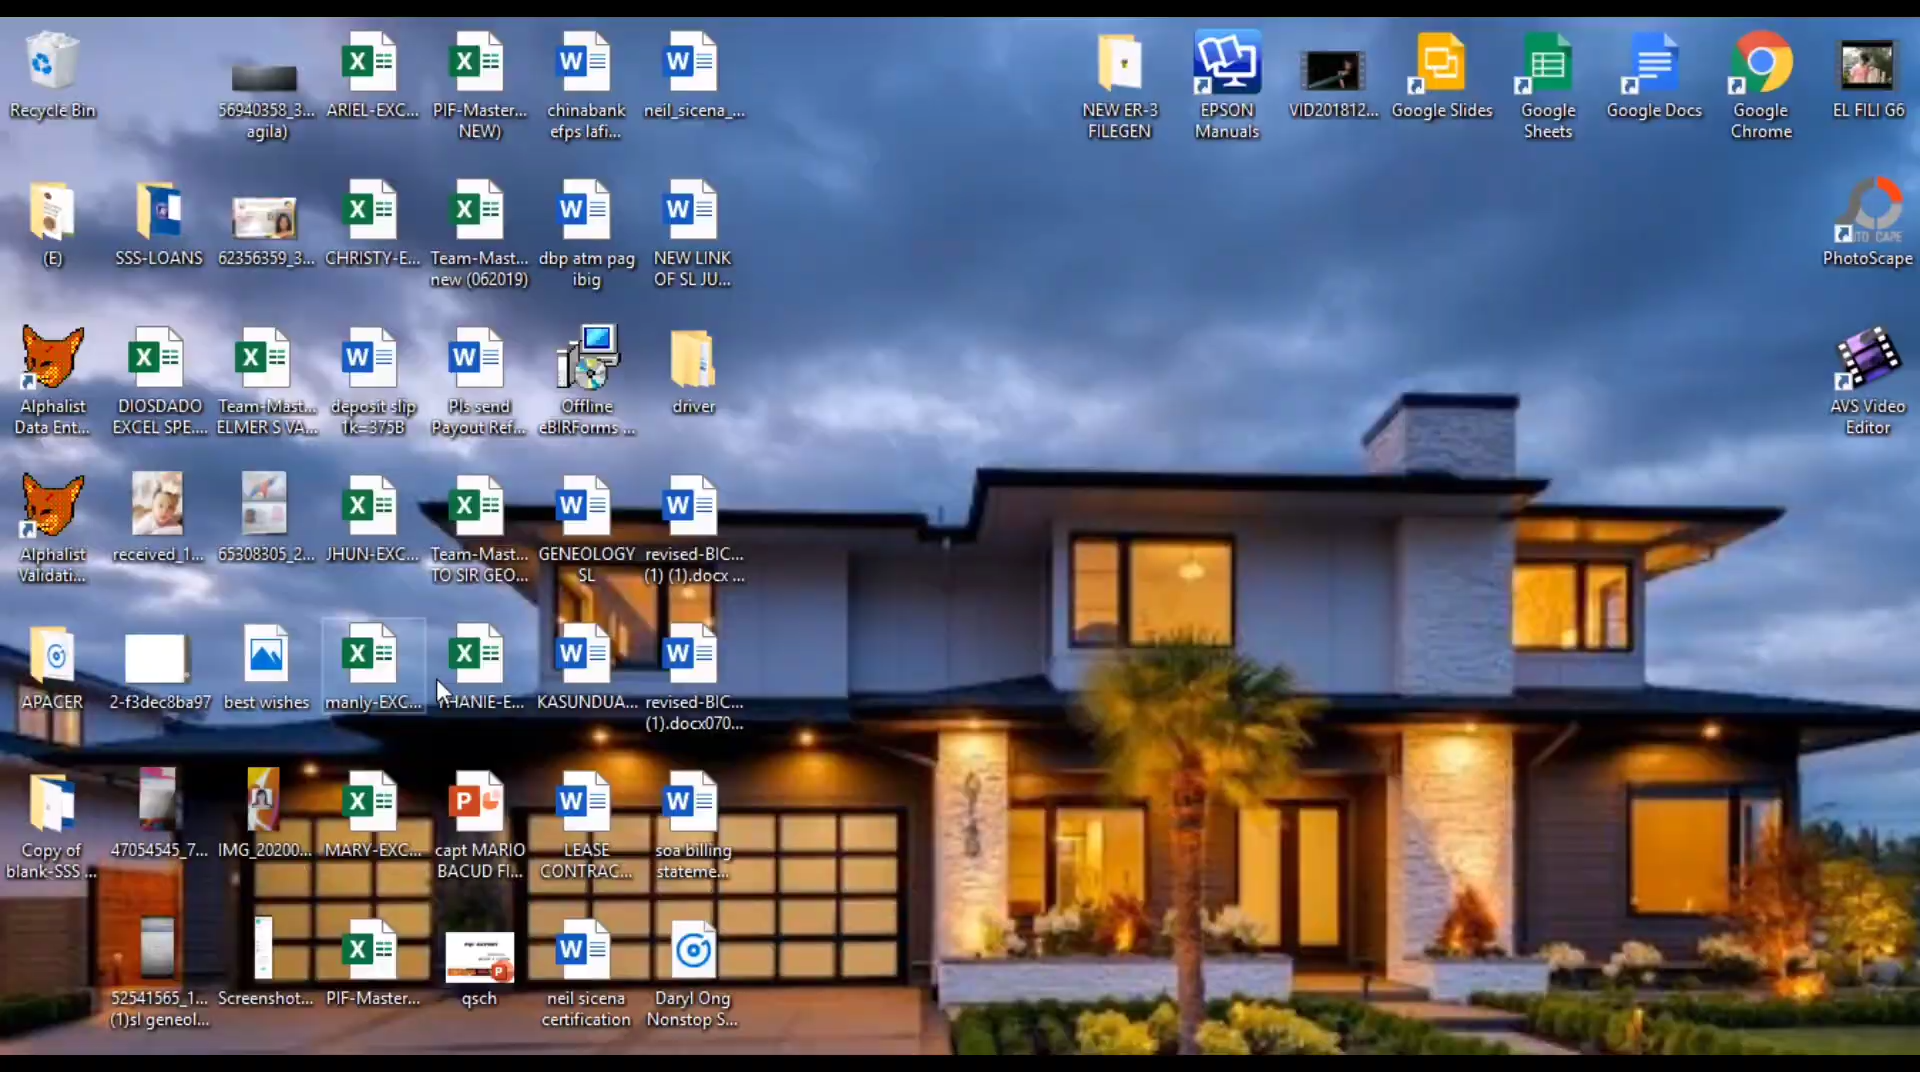 Recycle Bin
56940358_3...
agila)
ARIEL-EXC...
PIF-Master...
NEW)
chinabank
efps lafi...
neil_sicena_...
NEW ER-3
FILEGEN
EPSON
Manuals
VID201812...
Google Slides
Google
Sheets
Google Docs
Google
Chrome
EL FILI G6
(E)
SSS-LOANS
62356359_3...
CHRISTY-E...
Team-Mast...
new (062019)
dbp atm pag
ibig
NEW LINK
OF SL JU...
PhotoScape
Alphalist
Data Ent...
DIOSDADO
EXCEL SPE....
Team-Mast...
ELMER S VA...
deposit slip
1k=375B
Pls send
Payout Ref...
Offline
eBIRForms ...
driver
AVS Video
Editor
Alphalist
Validati...
received_1...
65308305_2...
JHUN-EXC...
Team-Mast...
TO SIR GEO...
GENEOLOGY
SL
revised-BIC...
(1) (1).docx ...
APACER
2-f3dec8ba97
best wishes
manly-EXC...
HANIE-E...
KASUNDUA...
revised-BIC...
(1).docx070...
Copy of
blank-SSS ...
47054545_7...
IMG_20200...
MARY-EXC...
capt MARIO
BACUD FI...
LEASE
CONTRAC...
soa billing
stateme...
52541565_1...
(1)sl geneol...
Screenshot...
PIF-Master...
qsch
neil sicena
certification
Daryl Ong
Nonstop S...